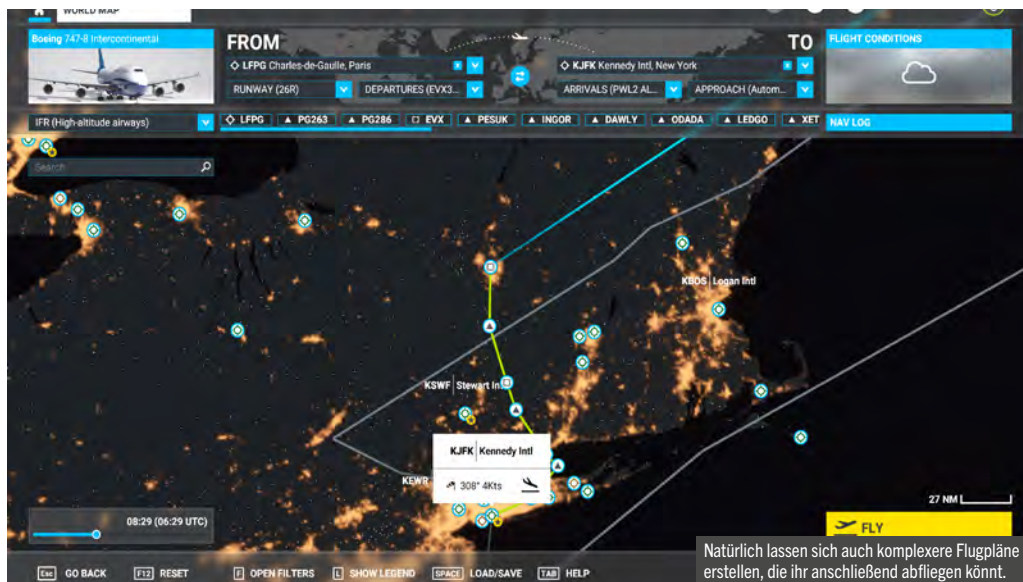 WORLD MAP
Boeing 747-8 Intercontinental
FROM
TO
FLIGHT CONDITIONS
LFPG Charles-de-Gaulle, Paris
KJFK Kennedy Intl, New York
RUNWAY (26R)
DEPARTURES (EVX3...
ARRIVALS (PWL2 AL...
APPROACH (Autom...
IFR (High-altitude airways)
LFPG
PG263
PG286
EVX
PESUK
INGOR
DAWLY
ODADA
LEDGO
XET
NAV LOG
Search
KBOS Logan Intl
KSWF Stewart In
KJFK Kennedy Intl
308° 4Kts
KEWR
27 NM
08:29 (06:29 UTC)
FLY
Esc GO BACK
F12 RESET
F OPEN FILTERS
L SHOW LEGEND
SPACE LOAD/SAVE
TAB HELP
Natürlich lassen sich auch komplexere Flugpläne
erstellen, die ihr anschließend abfliegen könnt.